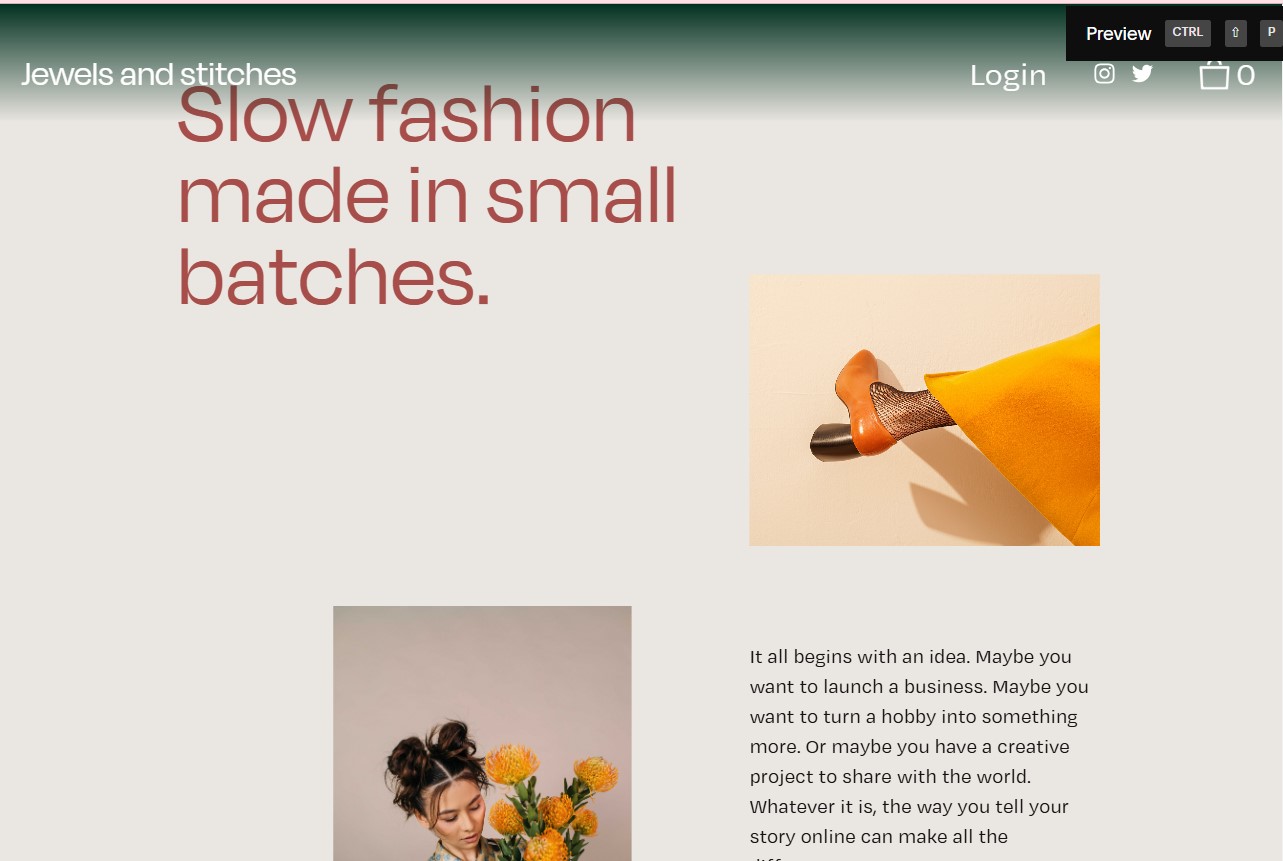 Preview CTRL ⇧ P
Jewels and stitches
Login
0
Slow fashion
made in small
batches.
It all begins with an idea. Maybe you
want to launch a business. Maybe you
want to turn a hobby into something
more. Or maybe you have a creative
project to share with the world.
Whatever it is, the way you tell your
story online can make all the